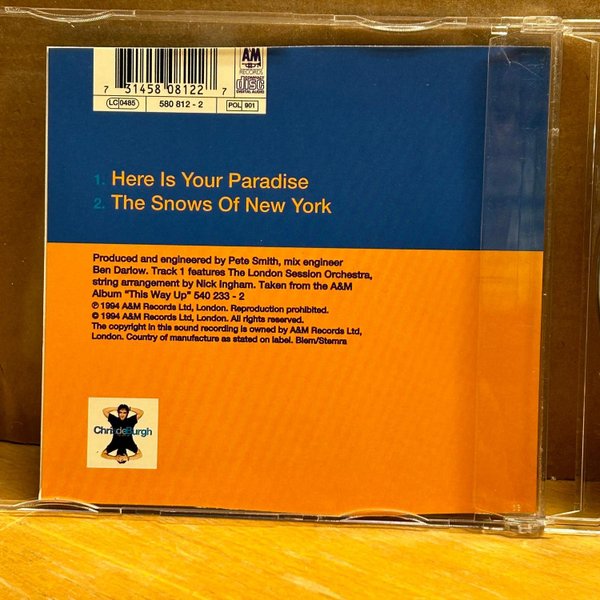 A&M
RECORDS
COMPACT
disc
DIGITAL AUDIO
7 31458 08122 7
LC 0485 580 812 - 2 POL 901
1. Here Is Your Paradise
2. The Snows Of New York
Produced and engineered by Pete Smith, mix engineer
Ben Darlow. Track 1 features The London Session Orchestra,
string arrangement by Nick Ingham. Taken from the A&M
Album "This Way Up" 540 233 - 2
℗ 1994 A&M Records Ltd, London. Reproduction prohibited.
© 1994 A&M Records Ltd, London. All rights reserved.
The copyright in this sound recording is owned by A&M Records Ltd,
London. Country of manufacture as stated on label. Biem/Stemra
Chris de Burgh